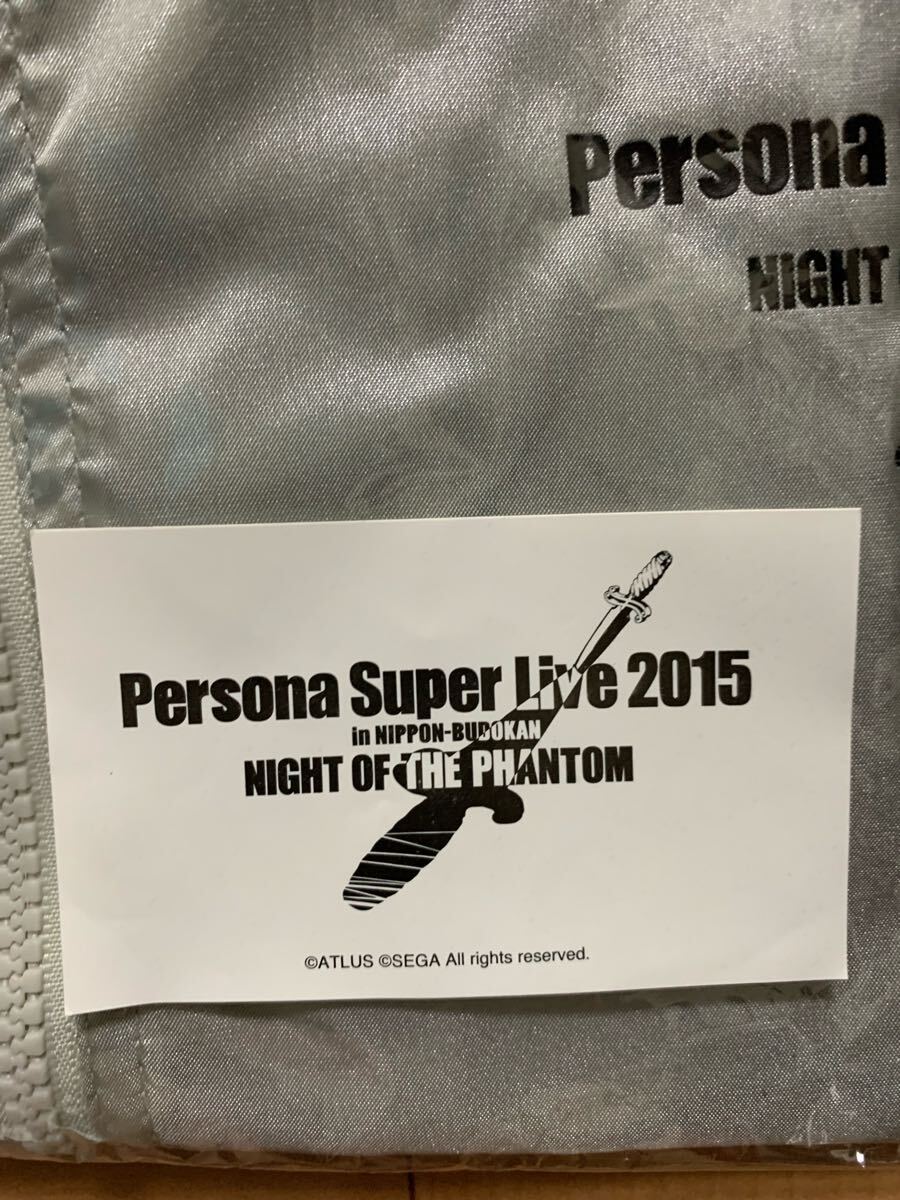 Persona
NIGHT
Persona Super Live 2015
in NIPPON-BUDOKAN
NIGHT OF THE PHANTOM
©ATLUS ©SEGA All rights reserved.